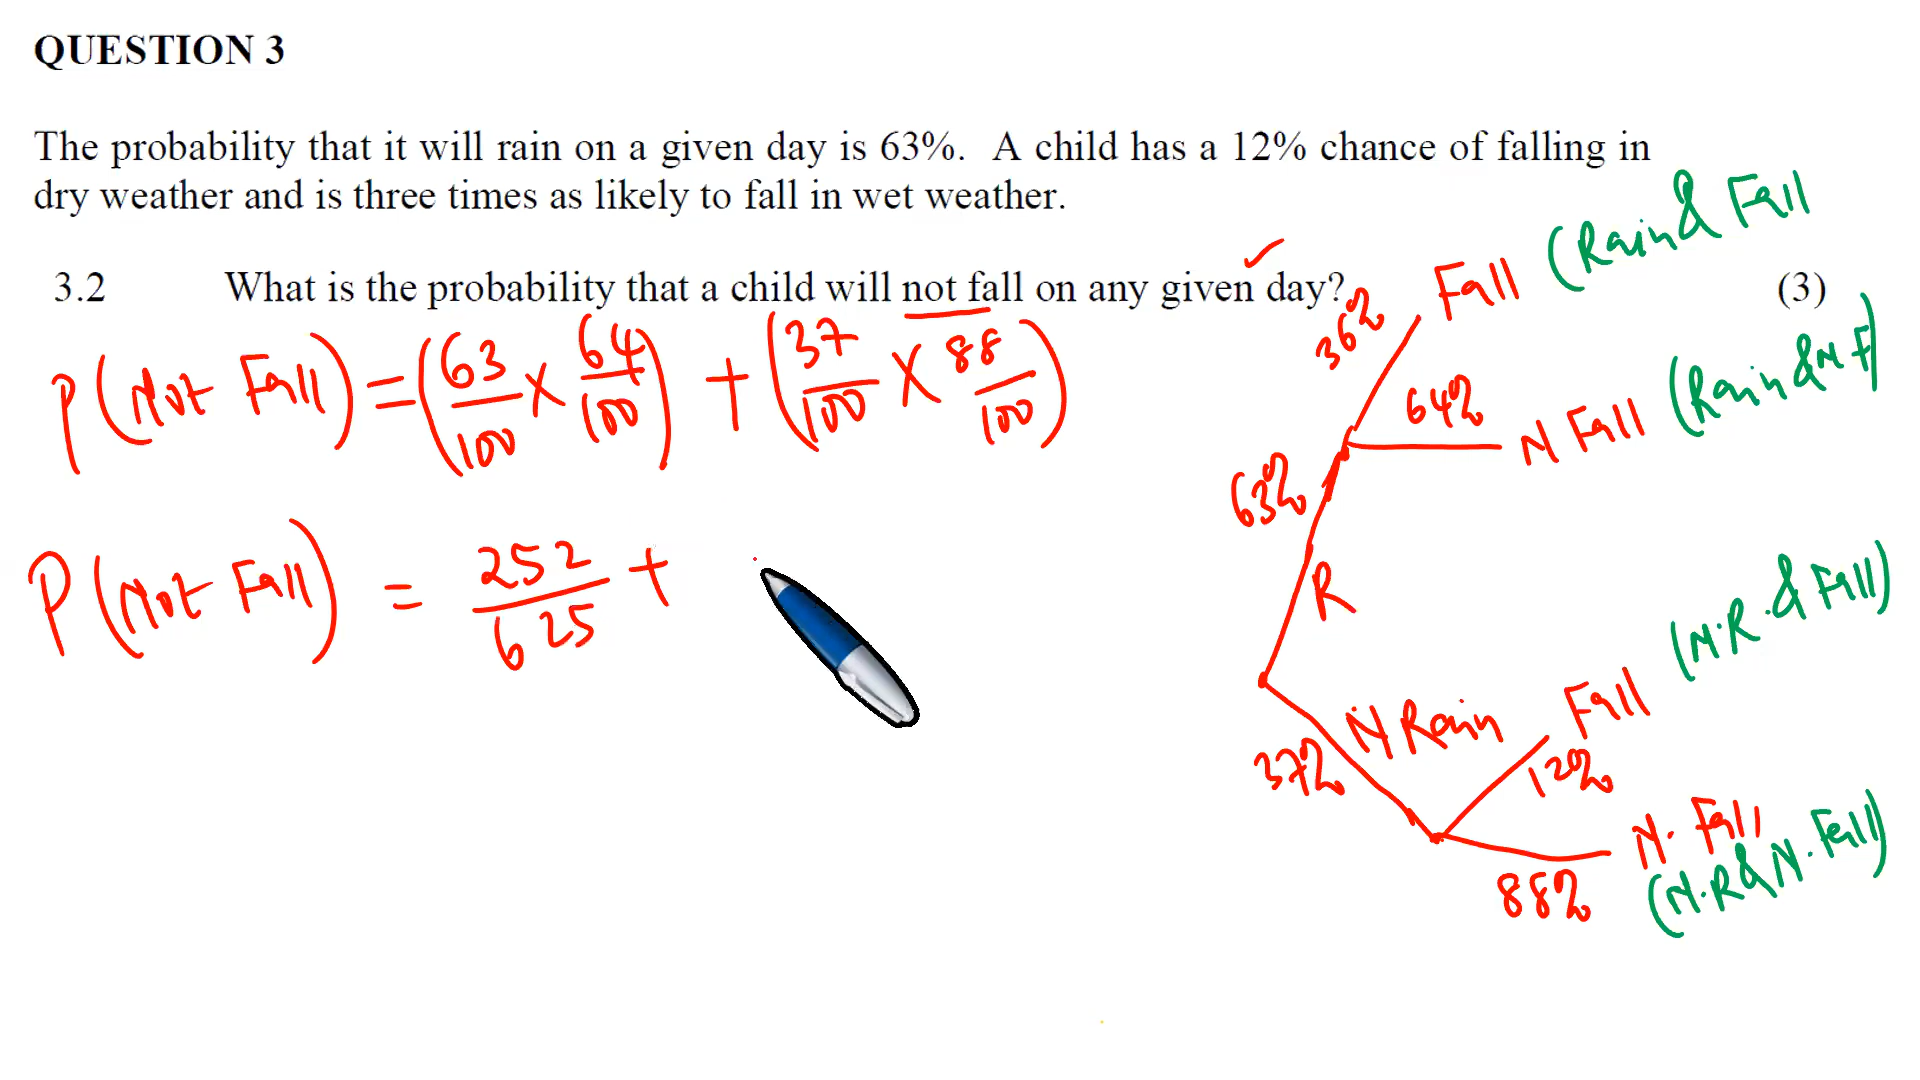 QUESTION 3
The probability that it will rain on a given day is 63%. A child has a 12% chance of falling in
dry weather and is three times as likely to fall in wet weather.
3.2 What is the probability that a child will not fall on any given day? (3)
P(Not Fall) = (63/100 × 64/100) + (37/100 × 88/100)
P(Not Fall) = 252/625 +
36% Fall (Rain & Fall
64% N Fall (Rain & N F)
63%
R
N Rain
37%
Fall (N.R. & Fall)
12%
N. Fall
88% (N.R & N. Fall)